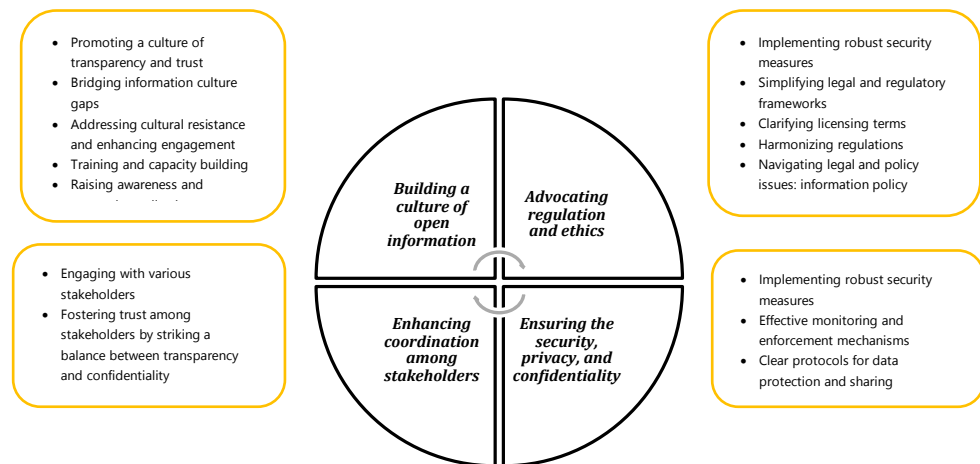 • Promoting a culture of
transparency and trust
• Bridging information culture
gaps
• Addressing cultural resistance
and enhancing engagement
• Training and capacity building
• Raising awareness and
• Implementing robust security
measures
• Simplifying legal and regulatory
frameworks
• Clarifying licensing terms
• Harmonizing regulations
• Navigating legal and policy
issues: information policy
Building a
culture of
open
information
Advocating
regulation
and ethics
• Engaging with various
stakeholders
• Fostering trust among
stakeholders by striking a
balance between transparency
and confidentiality
Enhancing
coordination
among
stakeholders
Ensuring the
security,
privacy, and
confidentiality
• Implementing robust security
measures
• Effective monitoring and
enforcement mechanisms
• Clear protocols for data
protection and sharing